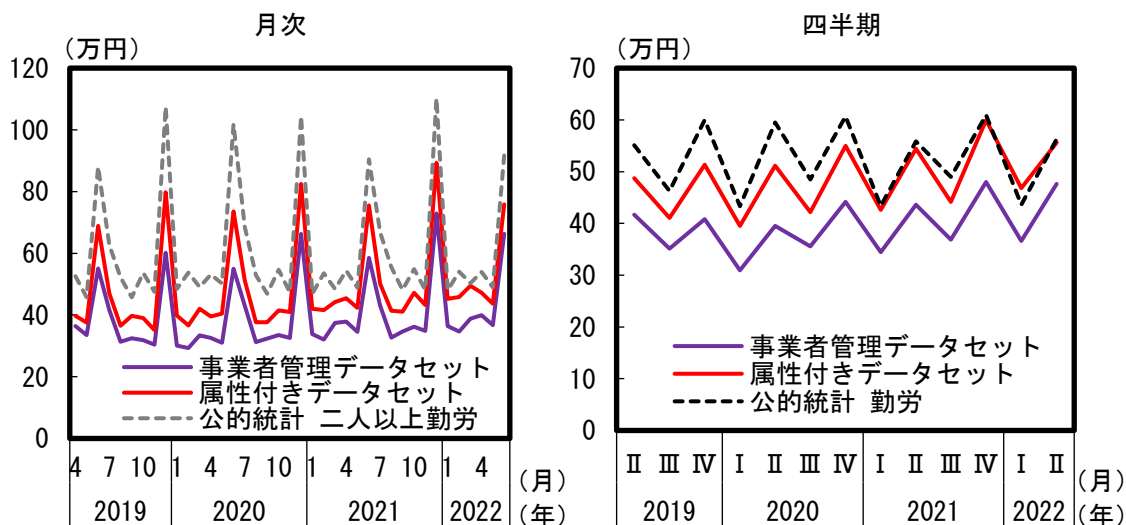 月次
（万円）
120
100
80
60
40
20
0
事業者管理データセット
属性付きデータセット
公的統計 二人以上勤労
4 7 10 1 4 7 10 1 4 7 10 1 4 （月）
2019 2020 2021 2022 （年）
四半期
（万円）
70
60
50
40
30
20
10
0
事業者管理データセット
属性付きデータセット
公的統計 勤労
Ⅱ Ⅲ Ⅳ Ⅰ Ⅱ Ⅲ Ⅳ Ⅰ Ⅱ Ⅲ Ⅳ Ⅰ Ⅱ （月）
2019 2020 2021 2022 （年）